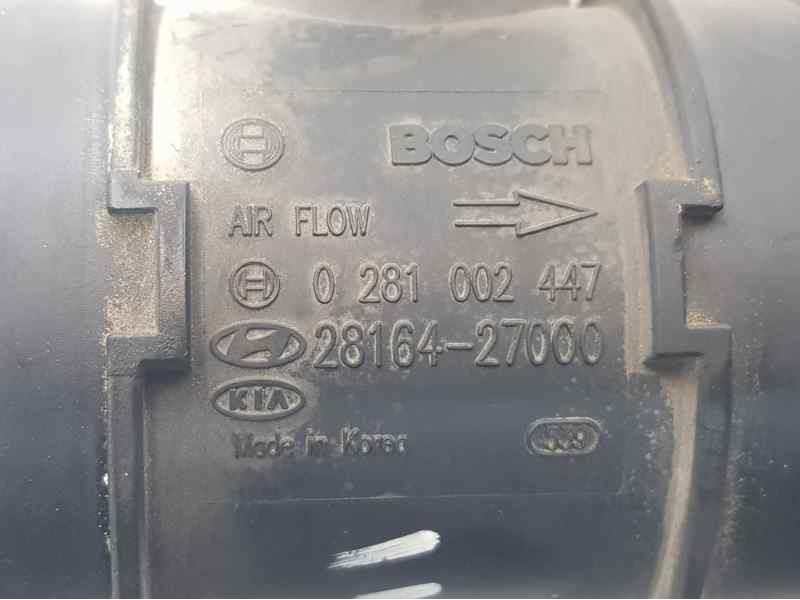 BOSCH
AIR FLOW
0 281 002 447
28164-27000
KIA
Made in Korea